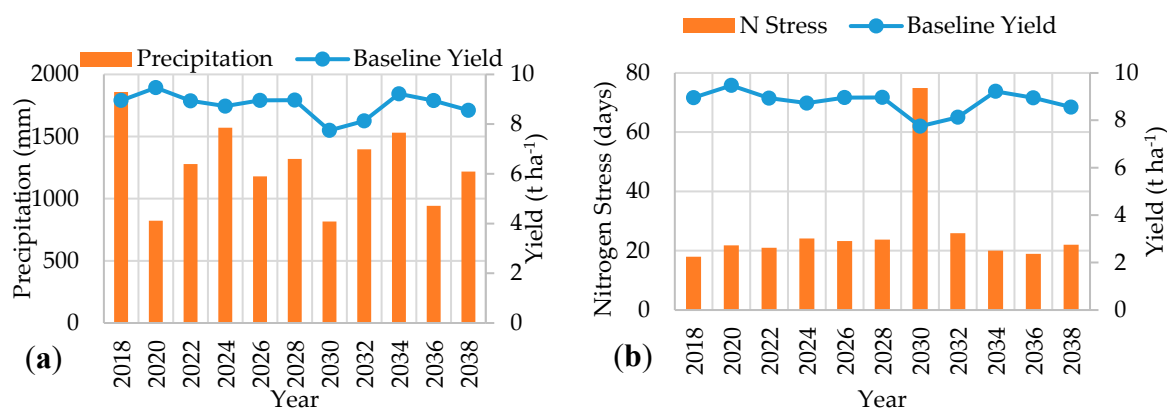 Precipitation Baseline Yield
2000
1500
1000
500
0
Precipitation (mm)
10
8
6
4
2
0
Yield (t ha-1)
2018 2020 2022 2024 2026 2028 2030 2032 2034 2036 2038
Year
(a)
N Stress Baseline Yield
80
60
40
20
0
Nitrogen Stress (days)
10
8
6
4
2
0
Yield (t ha-1)
2018 2020 2022 2024 2026 2028 2030 2032 2034 2036 2038
Year
(b)